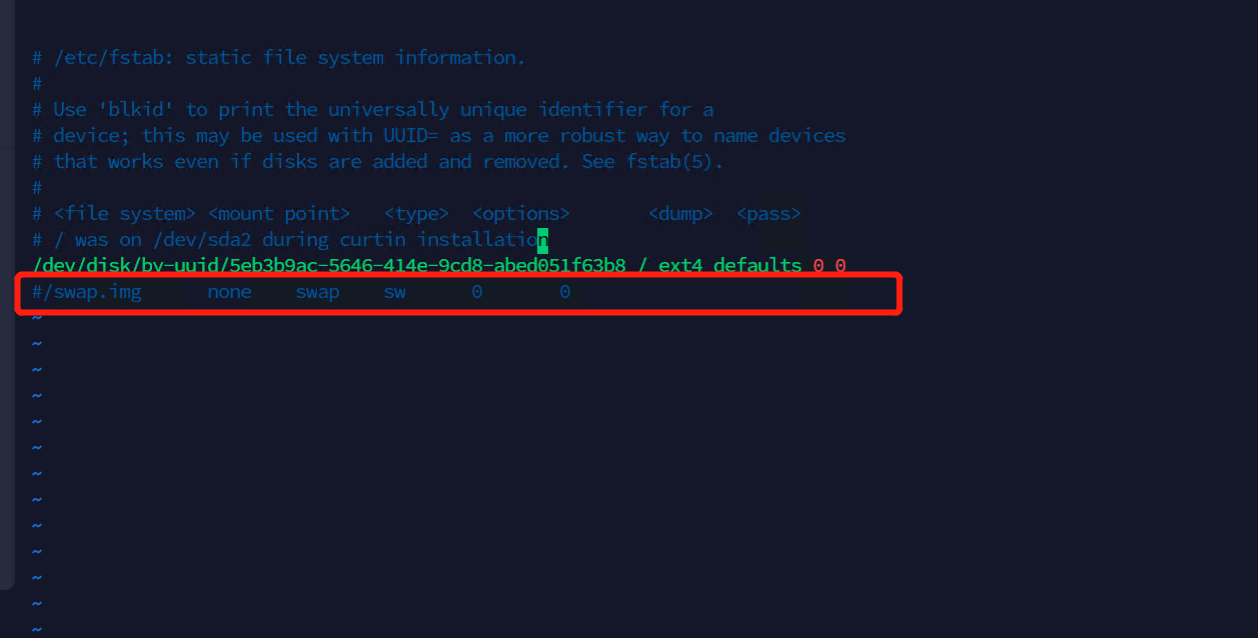 # /etc/fstab: static file system information.
#
# Use 'blkid' to print the universally unique identifier for a
# device; this may be used with UUID= as a more robust way to name devices
# that works even if disks are added and removed. See fstab(5).
#
# <file system> <mount point>   <type>  <options>       <dump>  <pass>
# / was on /dev/sda2 during curtin installation
/dev/disk/by-uuid/5eb3b9ac-5646-414e-9cd8-abed051f63b8 / ext4 defaults 0 0
#/swap.img      none    swap    sw      0       0
~
~
~
~
~
~
~
~
~
~
~
~
~